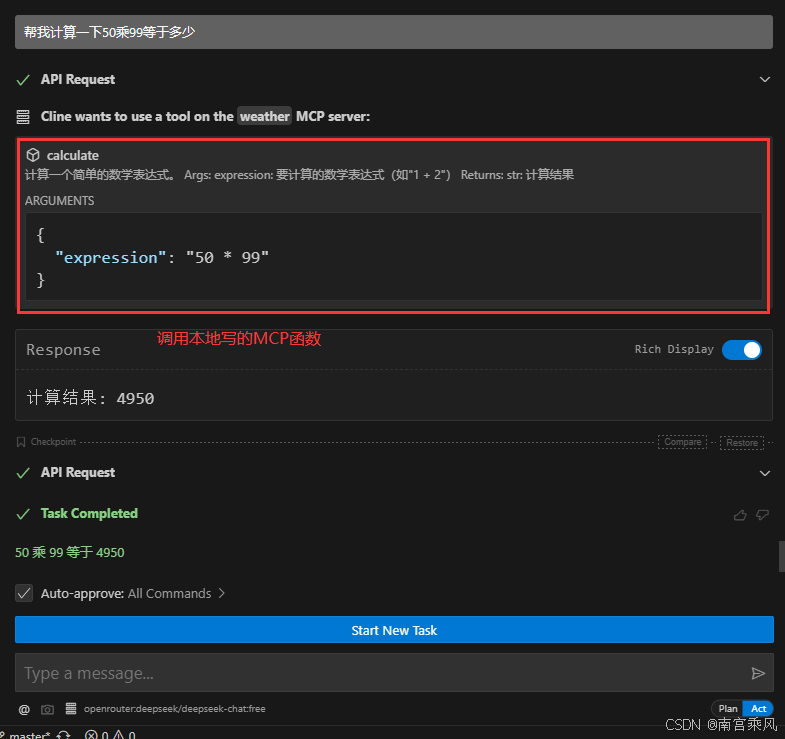 帮我计算一下50乘99等于多少
API Request
Cline wants to use a tool on the weather MCP server:
calculate
计算一个简单的数学表达式。 Args: expression: 要计算的数学表达式（如"1 + 2"） Returns: str: 计算结果
ARGUMENTS
{
"expression": "50 * 99"
}
调用本地写的MCP函数
Response
Rich Display
计算结果: 4950
Checkpoint
Compare
Restore
API Request
Task Completed
50 乘 99 等于 4950
Auto-approve: All Commands
Start New Task
Type a message...
@
openrouter:deepseek/deepseek-chat:free
Plan
Act
CSDN @南宫乘风
master*
0
0